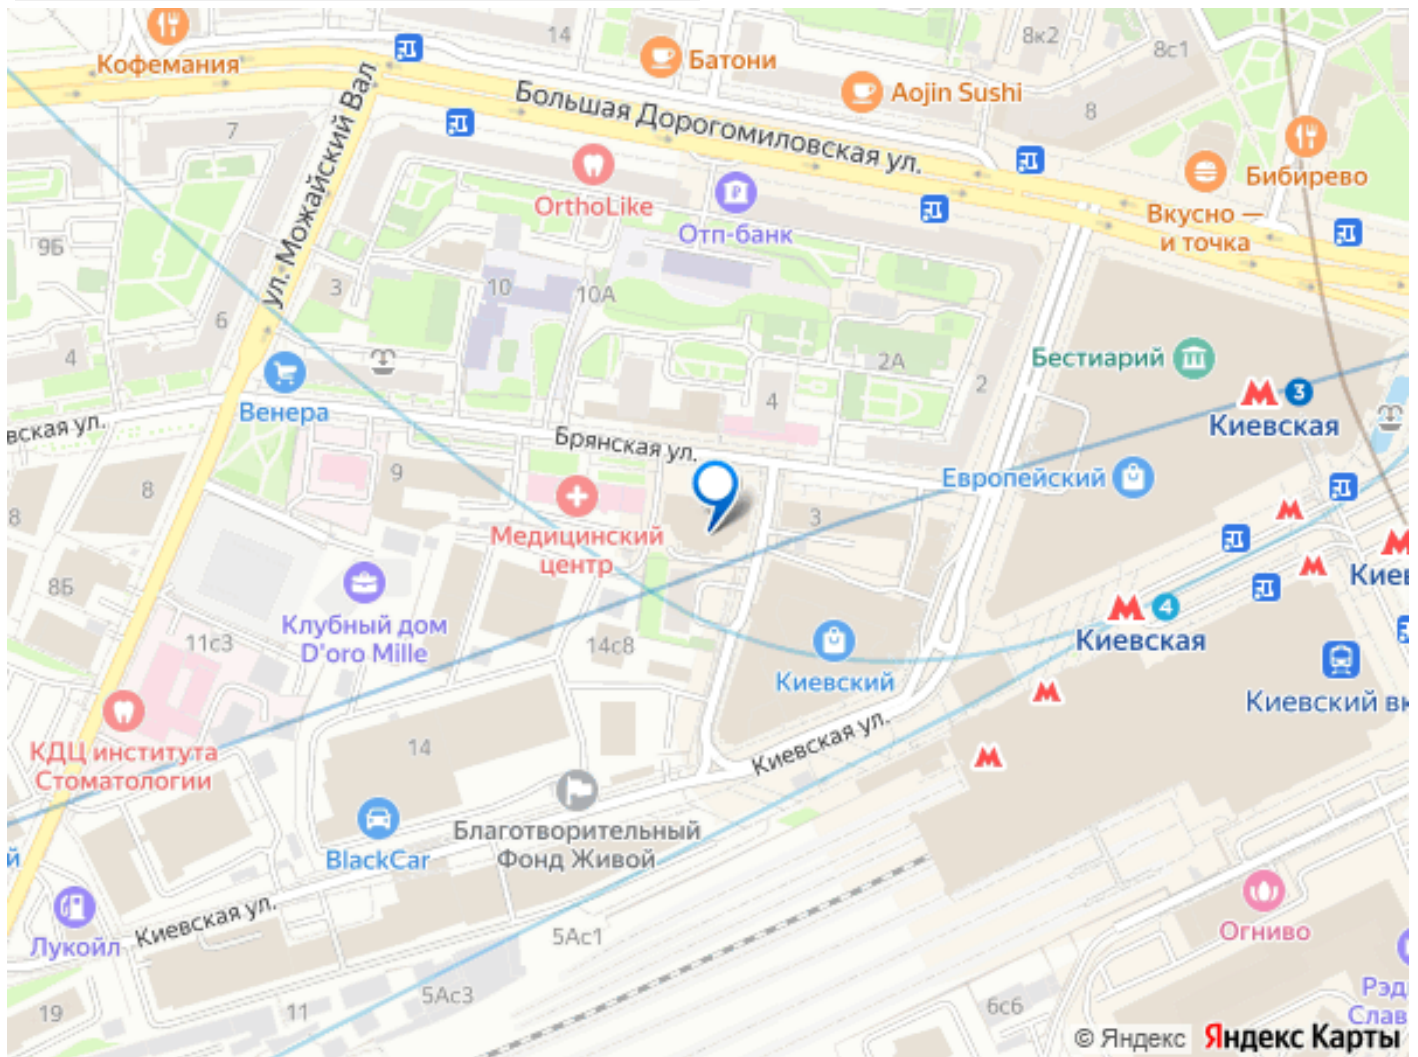 14
8к2
8с1
Кофемания
Батони
Aojin Sushi
8
Большая Дорогомиловская ул.
ул. Можайский Вал
7
OrthoLike
Отп-банк
Бибирево
Вкусно —
и точка
9Б
3
10
10А
6
4
2А
2
4
Бестиарий
3
Киевская
Венера
вская ул.
Брянская ул.
Европейский
9
8
8
3
Медицинский
центр
Киев
8Б
Клубный дом
D'oro Mille
11с3
14с8
4
Киевская
Киевский
Киевский вк
КДЦ института
Стоматологии
14
Киевская ул.
Благотворительный
Фонд Живой
BlackCar
й
Лукойл
Киевская ул.
Огниво
5Ас1
5Ас3
6с6
Рэд
Слав
19
11
© Яндекс Яндекс Карты